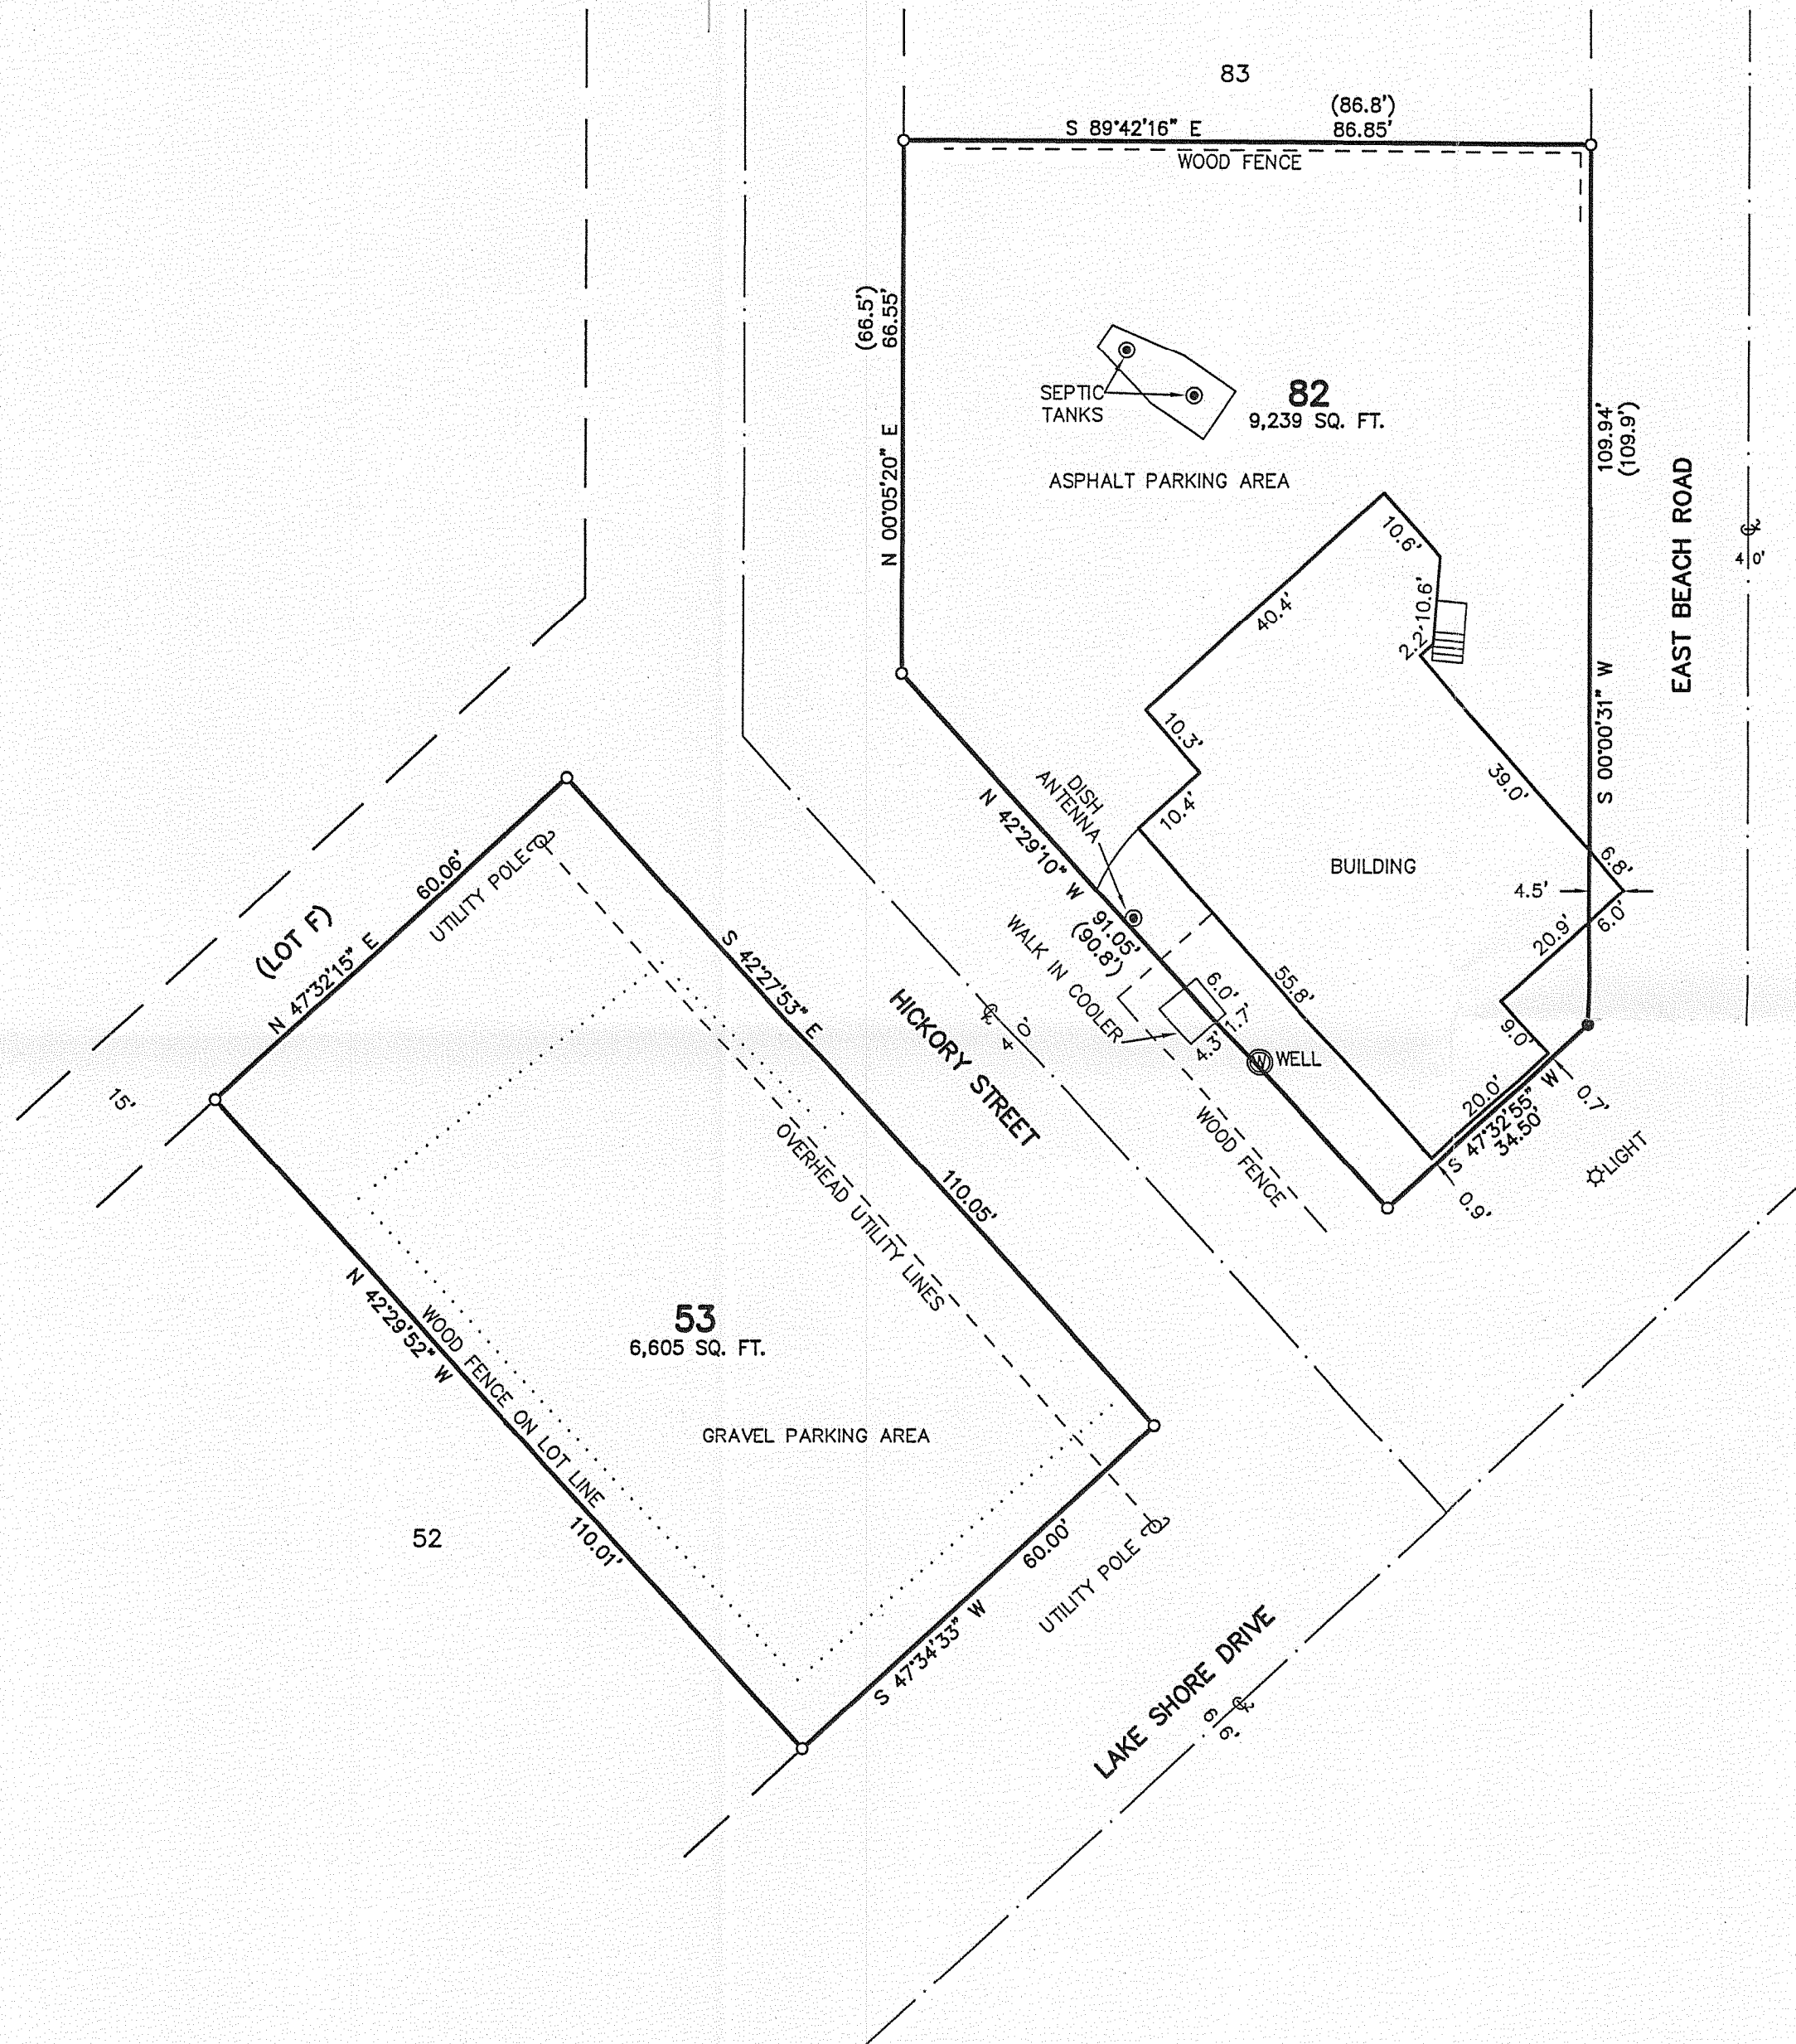 83
(86.8')
S 89°42'16" E 86.85'
WOOD FENCE
(66.5')
66.55'
N 00°05'20" E
SEPTIC
TANKS
82
9,239 SQ. FT.
ASPHALT PARKING AREA
109.94'
(109.9')
S 00°00'31" W
EAST BEACH ROAD
40'
10.6'
10.6'
2.2'
40.4'
10.3'
10.4'
39.0'
BUILDING
6.8'
4.5'
6.0'
20.9'
9.0'
20.0'
0.7'
0.9'
55.8'
DISH
ANTENNA
N 42°29'10" W
91.05'
(90.8')
WALK IN COOLER
6.0'
1.7'
4.3'
W
WELL
WOOD FENCE
S 47°32'55" W
34.50'
LIGHT
HICKORY STREET
40'
(LOT F)
60.06'
N 47°32'15" E
UTILITY POLE
15'
S 42°27'53" E
110.05'
OVERHEAD UTILITY LINES
53
6,605 SQ. FT.
GRAVEL PARKING AREA
N 42°29'52" W
110.01'
WOOD FENCE ON LOT LINE
52
S 47°34'33" W
60.00'
UTILITY POLE
LAKE SHORE DRIVE
66'